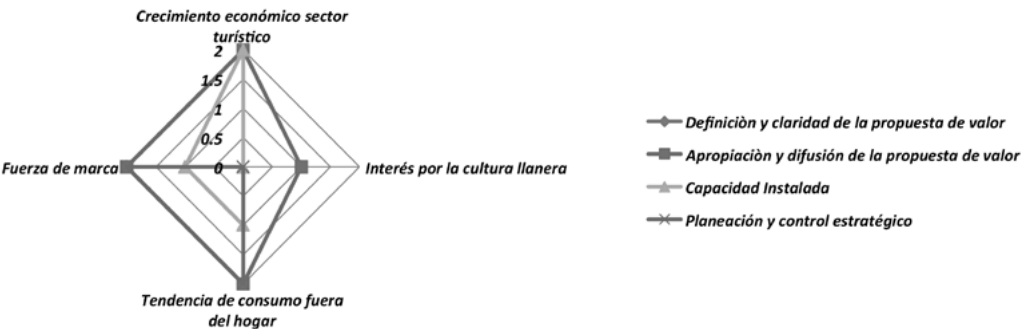 Crecimiento económico sector
turístico
2
1.5
1
0.5
0
Fuerza de marca
Interés por la cultura llanera
Tendencia de consumo fuera
del hogar
Definiciòn y claridad de la propuesta de valor
Apropiaciòn y difusión de la propuesta de valor
Capacidad Instalada
Planeación y control estratégico